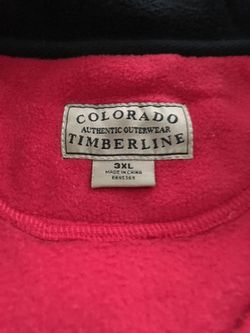 COLORADO
AUTHENTIC OUTERWEAR
TIMBERLINE
3XL
MADE IN CHINA